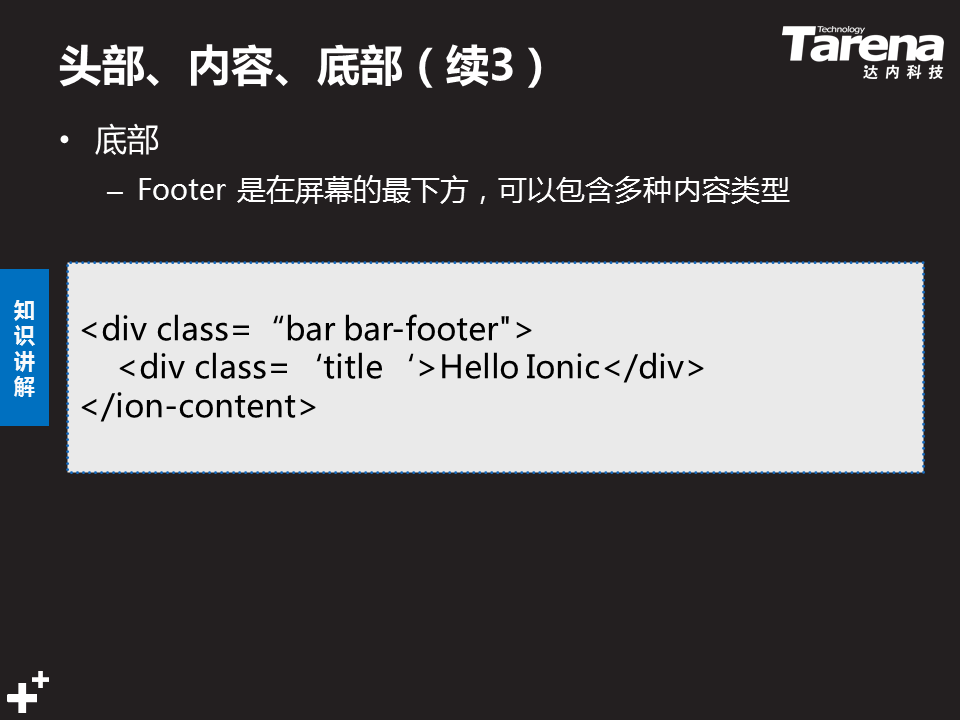 头部、内容、底部（续3）
Technology
Tarena
达内科技
• 底部
– Footer 是在屏幕的最下方，可以包含多种内容类型
知识讲解
<div class=“bar bar-footer">
<div class=‘title‘>Hello Ionic</div>
</ion-content>